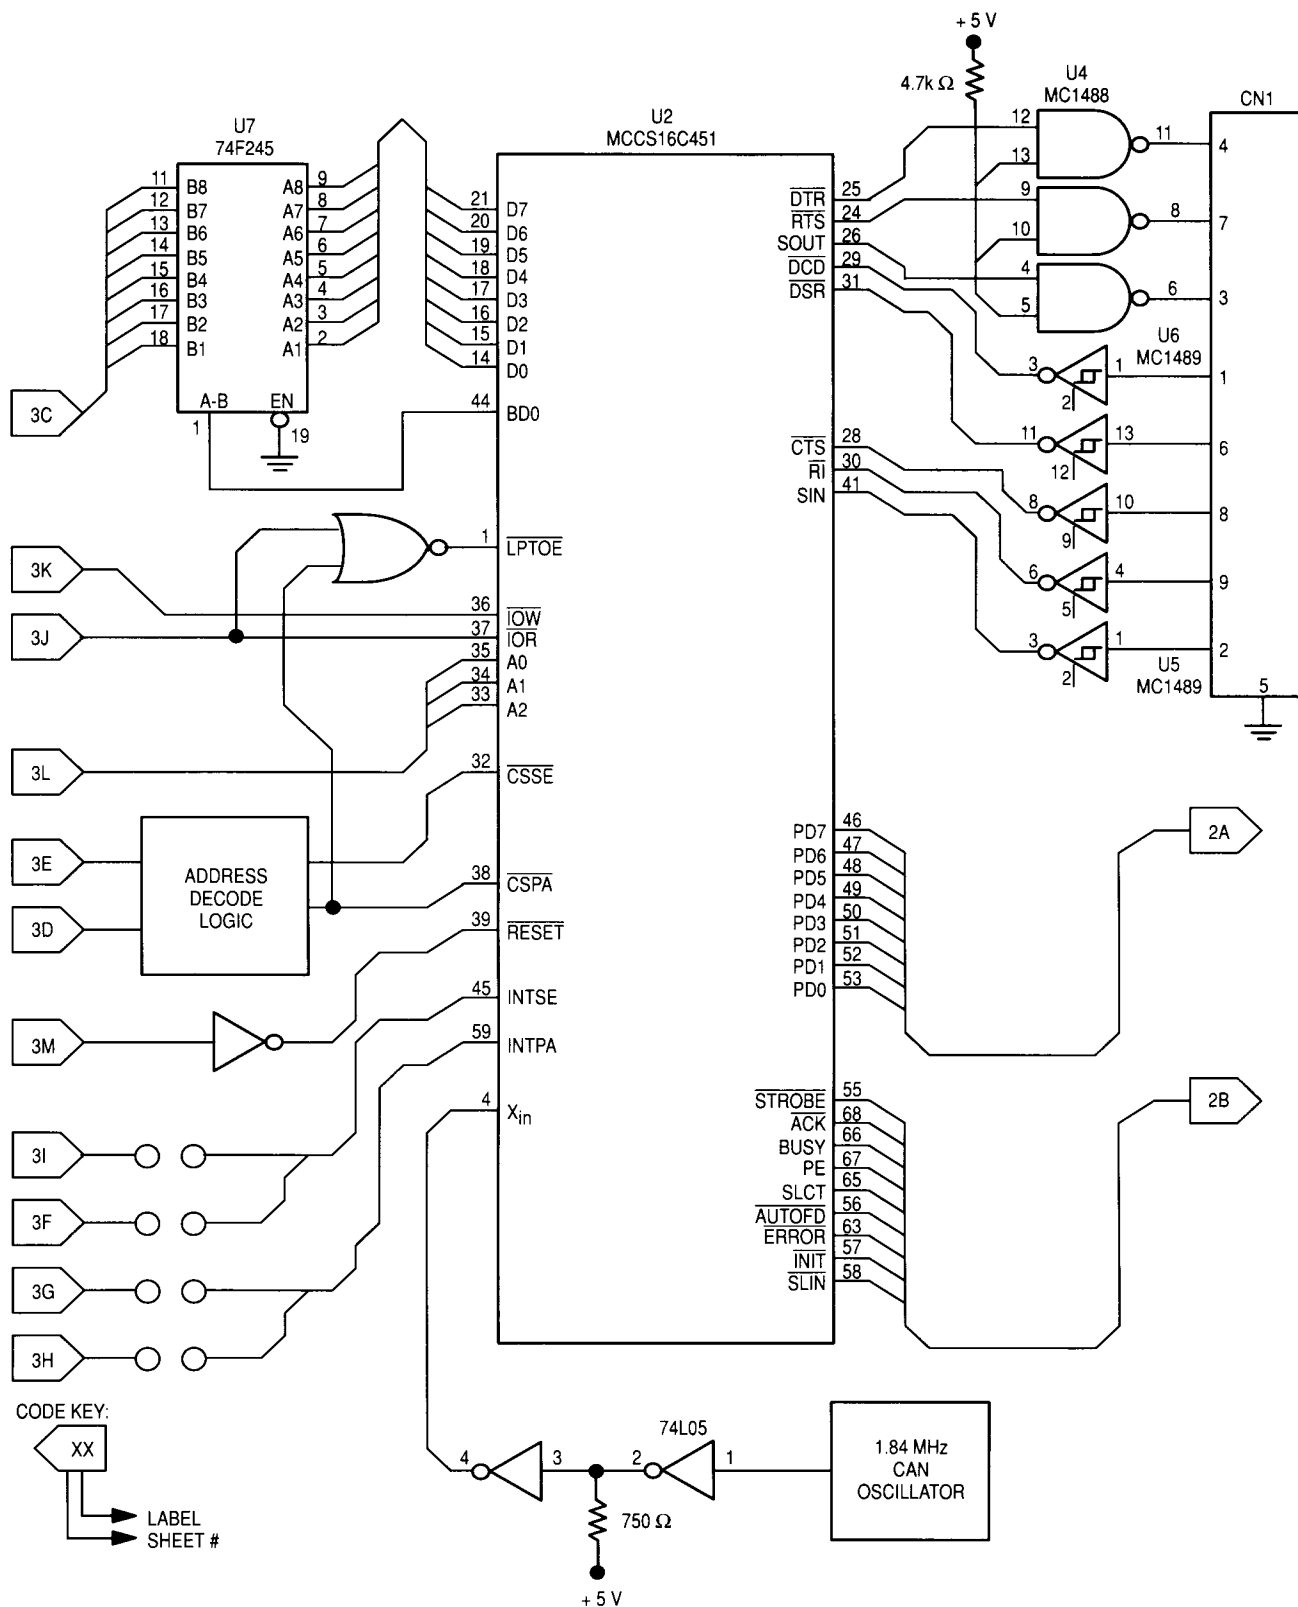 + 5 V
4.7k Ω
U4
MC1488
CN1
U7
74F245
U2
MCCS16C451
11 B8 A8 9
12 B7 A7 8
13 B6 A6 7
14 B5 A5 6
15 B4 A4 5
16 B3 A3 4
17 B2 A2 3
18 B1 A1 2
A-B EN
1 19
3C
21 D7
20 D6
19 D5
18 D4
17 D3
16 D2
15 D1
14 D0
44 BD0
1 LPTOE
3K
36 IOW
3J
37 IOR
35 A0
34 A1
33 A2
3L
32 CSSE
3E
ADDRESS
DECODE
LOGIC
3D
38 CSPA
39 RESET
3M
45 INTSE
59 INTPA
4 Xin
3I
3F
3G
3H
DTR 25
RTS 24
SOUT 26
DCD 29
DSR 31
CTS 28
RI 30
SIN 41
12 13 11 4
9 10 8 7
4 5 6 3
U6
MC1489
3 2 1 1
11 12 13 6
8 9 10 8
6 5 4 9
3 2 1 2
U5
MC1489
5
PD7 46
PD6 47
PD5 48
PD4 49
PD3 50
PD2 51
PD1 52
PD0 53
2A
STROBE 55
ACK 68
BUSY 66
PE 67
SLCT 65
AUTOFD 56
ERROR 63
INIT 57
SLIN 58
2B
CODE KEY:
XX
LABEL
SHEET #
74L05
4 3 2 1
1.84 MHz
CAN
OSCILLATOR
750 Ω
+ 5 V